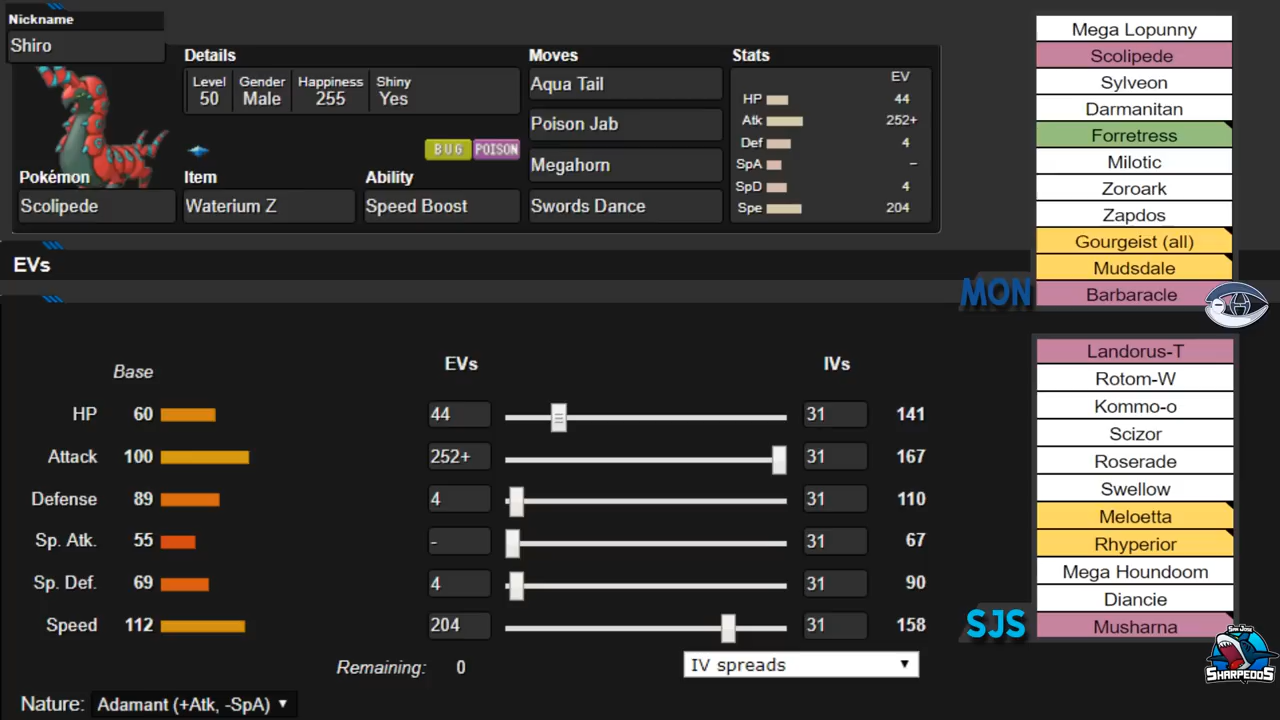 Nickname
Shiro
Details
Level Gender Happiness Shiny
50 Male 255 Yes
BUG POISON
Pokémon Item Ability
Scolipede Waterium Z Speed Boost
Moves
Aqua Tail
Poison Jab
Megahorn
Swords Dance
Stats
EV
HP 44
Atk 252+
Def 4
SpA –
SpD 4
Spe 204
EVs
Base EVs IVs
HP 60 44 31 141
Attack 100 252+ 31 167
Defense 89 4 31 110
Sp. Atk. 55 - 31 67
Sp. Def. 69 4 31 90
Speed 112 204 31 158
Remaining: 0
IV spreads
Nature: Adamant (+Atk, -SpA)
Mega Lopunny
Scolipede
Sylveon
Darmanitan
Forretress
Milotic
Zoroark
Zapdos
Gourgeist (all)
Mudsdale
Barbaracle
MON
Landorus-T
Rotom-W
Kommo-o
Scizor
Roserade
Swellow
Meloetta
Rhyperior
Mega Houndoom
Diancie
Musharna
SJS
SAN JOSE
SHARPEDOS